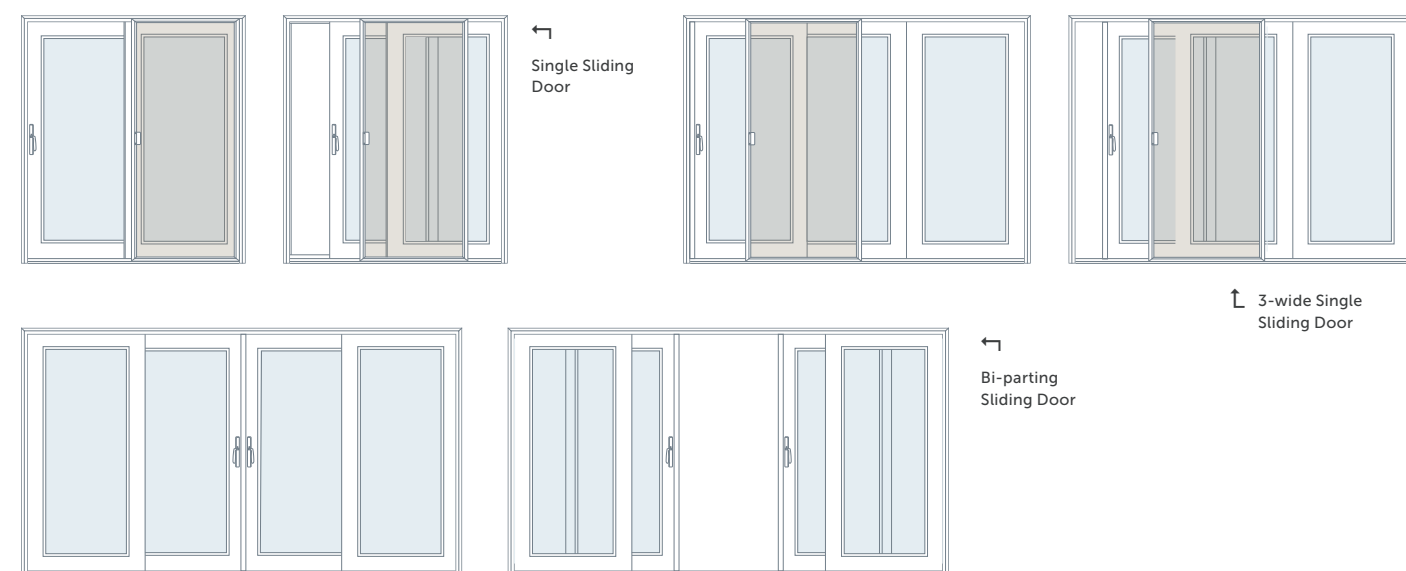 Single Sliding
Door
3-wide Single
Sliding Door
Bi-parting
Sliding Door